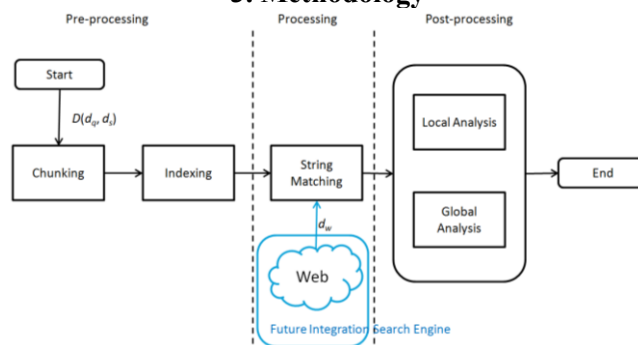 3. Methodology
Pre-processing
Processing
Post-processing
Start
D(dq, ds)
Chunking
Indexing
String
Matching
Local Analysis
Global
Analysis
End
dw
Web
Future Integration Search Engine